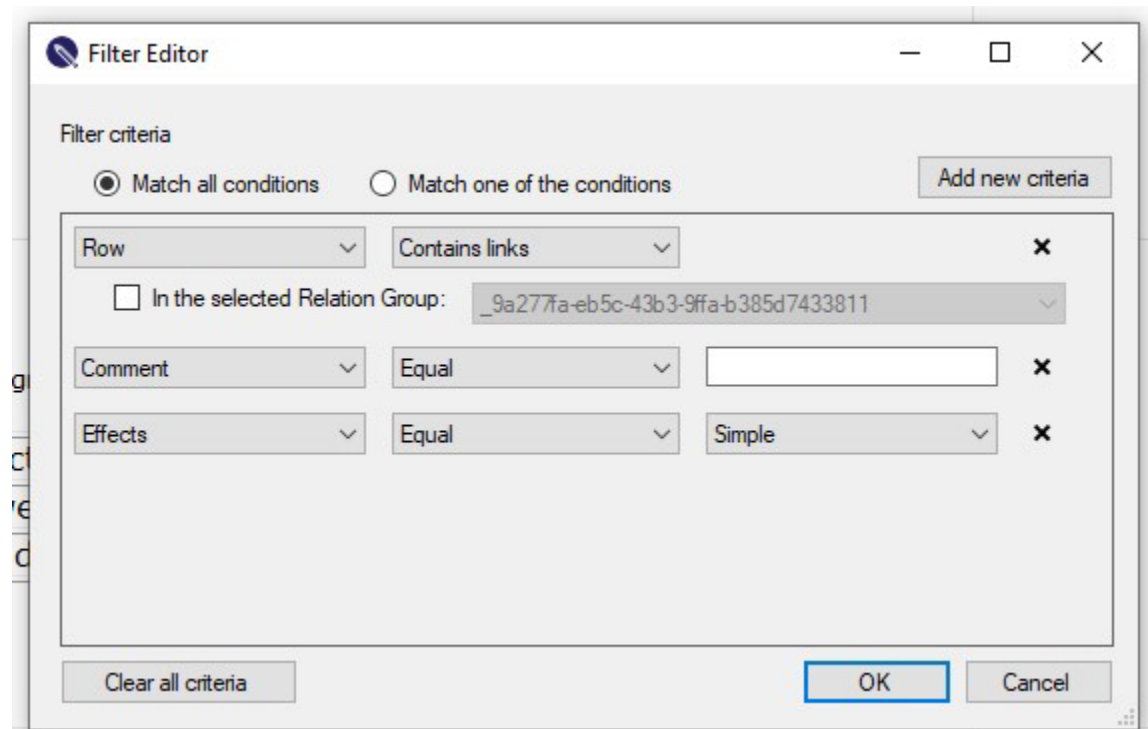 Filter Editor
Filter criteria
Match all conditions
Match one of the conditions
Add new criteria
Row
Contains links
In the selected Relation Group:
_9a277fa-eb5c-43b3-9ffa-b385d7433811
Comment
Equal
Effects
Equal
Simple
Clear all criteria
OK
Cancel